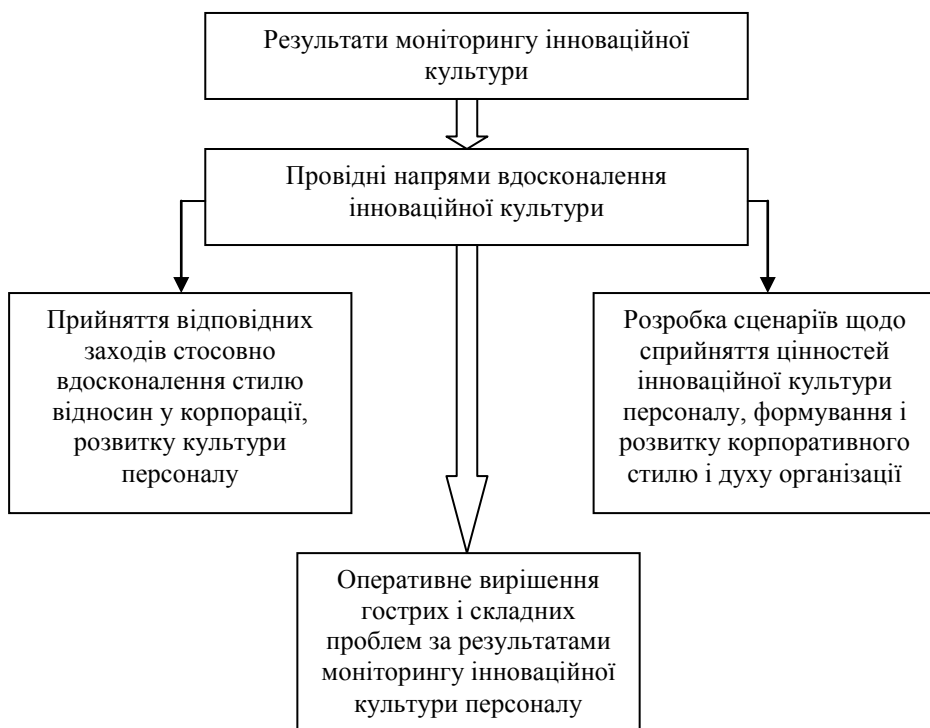 Результати моніторингу інноваційної
культури
Провідні напрями вдосконалення
інноваційної культури
Прийняття відповідних
заходів стосовно
вдосконалення стилю
відносин у корпорації,
розвитку культури
персоналу
Розробка сценаріїв щодо
сприйняття цінностей
інноваційної культури
персоналу, формування і
розвитку корпоративного
стилю і духу організації
Оперативне вирішення
гострих і складних
проблем за результатами
моніторингу інноваційної
культури персоналу